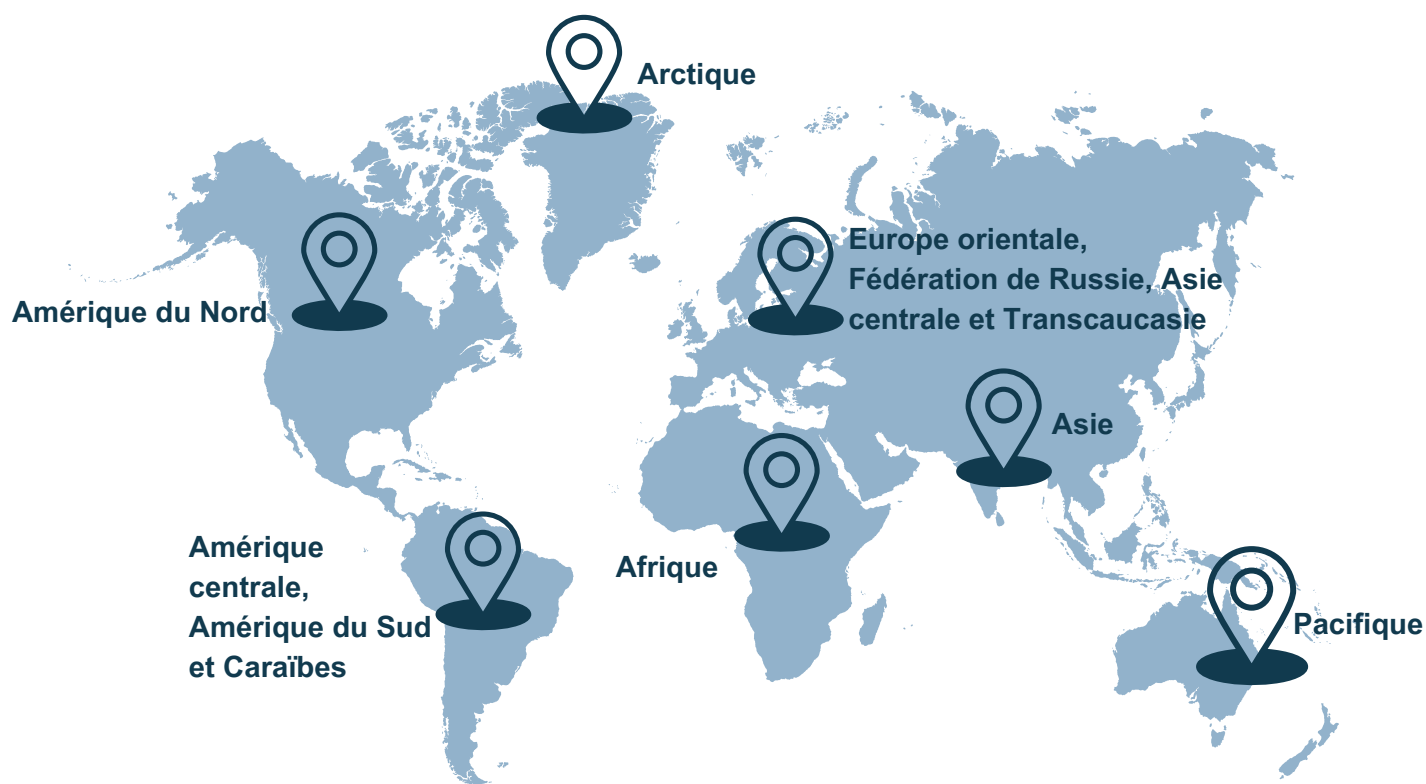 Arctique
Europe orientale,
Fédération de Russie, Asie
centrale et Transcaucasie
Amérique du Nord
Asie
Amérique
centrale,
Amérique du Sud
et Caraïbes
Afrique
Pacifique